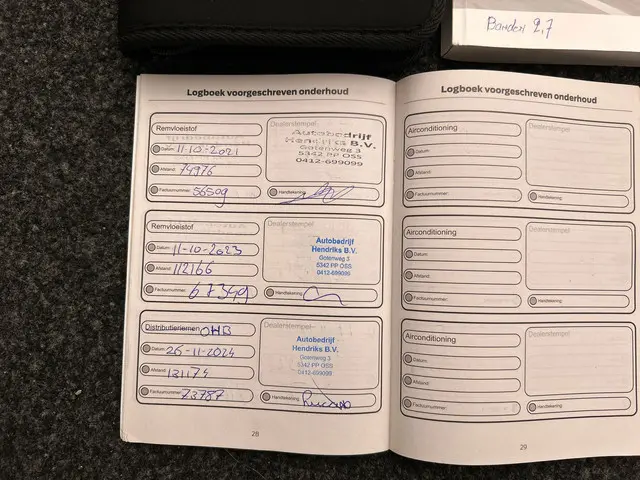 Banden 2,7
Logboek voorgeschreven onderhoud
Remvloeistof
Datum: 11-10-2021
Afstand: 74976
Factuurnummer: 56509
Dealerstempel:
Autobedrijf
Hendriks B.V.
Gotenweg 3
5342 PP OSS
0412-699099
Handtekening:
Remvloeistof
Datum: 11-10-2023
Afstand: 112166
Factuurnummer: 67349
Dealerstempel:
Autobedrijf
Hendriks B.V.
Gotenweg 3
5342 PP OSS
0412-699099
Handtekening:
Distributieriemen OHB
Datum: 26-11-2024
Afstand: 131174
Factuurnummer: 73787
Dealerstempel:
Autobedrijf
Hendriks B.V.
Gotenweg 3
5342 PP OSS
0412-699099
Handtekening:
28
Logboek voorgeschreven onderhoud
Airconditioning
Datum:
Afstand:
Factuurnummer:
Dealerstempel:
Handtekening:
Airconditioning
Datum:
Afstand:
Factuurnummer:
Dealerstempel:
Handtekening:
Airconditioning
Datum:
Afstand:
Factuurnummer:
Dealerstempel:
Handtekening:
29